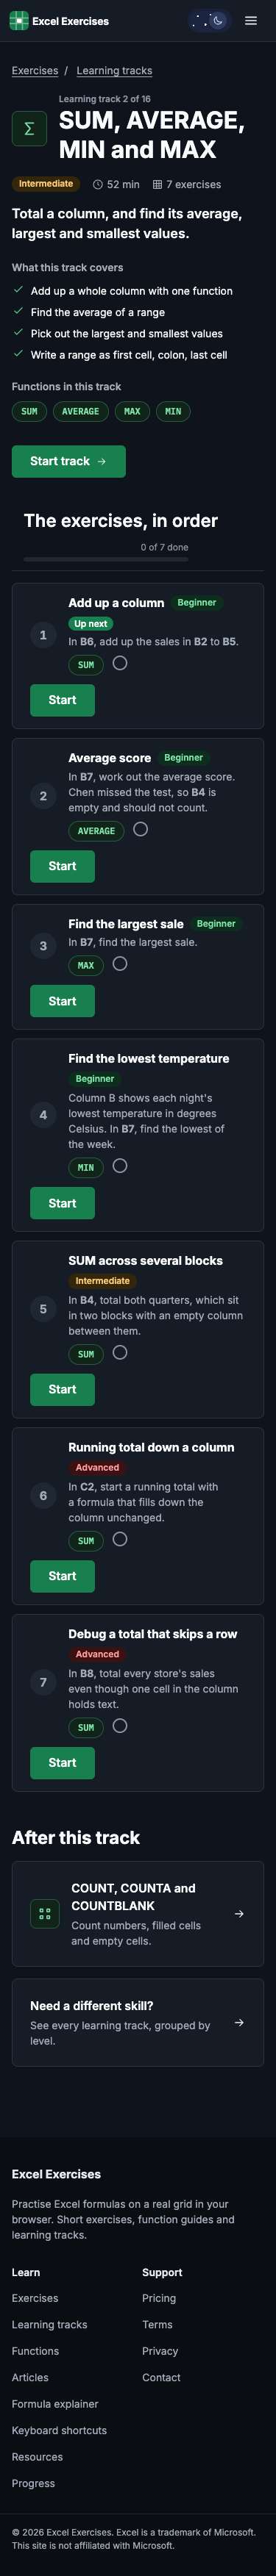 Excel Exercises
Exercises / Learning tracks
Learning track 2 of 16
Σ
SUM, AVERAGE,
MIN and MAX
Intermediate 52 min 7 exercises
Total a column, and find its average,
largest and smallest values.
What this track covers
Add up a whole column with one function
Find the average of a range
Pick out the largest and smallest values
Write a range as first cell, colon, last cell
Functions in this track
SUM AVERAGE MAX MIN
Start track →
The exercises, in order
0 of 7 done
Add up a column Beginner
Up next
1
In B6, add up the sales in B2 to B5.
SUM
Start
Average score Beginner
In B7, work out the average score.
2
Chen missed the test, so B4 is
empty and should not count.
AVERAGE
Start
Find the largest sale Beginner
3
In B7, find the largest sale.
MAX
Start
Find the lowest temperature
Beginner
Column B shows each night's
4
lowest temperature in degrees
Celsius. In B7, find the lowest of
the week.
MIN
Start
SUM across several blocks
Intermediate
5
In B4, total both quarters, which sit
in two blocks with an empty column
between them.
SUM
Start
Running total down a column
Advanced
6
In C2, start a running total with
a formula that fills down the
column unchanged.
SUM
Start
Debug a total that skips a row
Advanced
7
In B8, total every store's sales
even though one cell in the column
holds text.
SUM
Start
After this track
COUNT, COUNTA and
COUNTBLANK
Count numbers, filled cells
and empty cells.
→
Need a different skill?
See every learning track, grouped by
level.
→
Excel Exercises
Practise Excel formulas on a real grid in your
browser. Short exercises, function guides and
learning tracks.
Learn
Exercises
Learning tracks
Functions
Articles
Formula explainer
Keyboard shortcuts
Resources
Progress
Support
Pricing
Terms
Privacy
Contact
© 2026 Excel Exercises. Excel is a trademark of Microsoft.
This site is not affiliated with Microsoft.